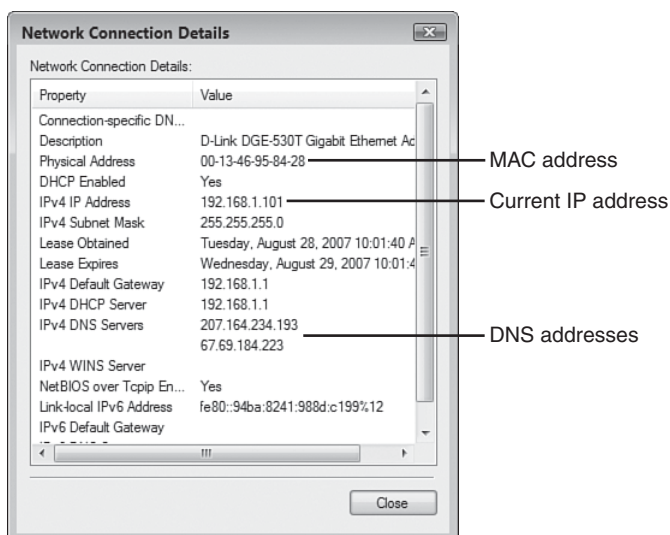 Network Connection Details
Network Connection Details:
Property Value
Connection-specific DN...
Description D-Link DGE-530T Gigabit Ethernet Ac
Physical Address 00-13-46-95-84-28 MAC address
DHCP Enabled Yes
IPv4 IP Address 192.168.1.101 Current IP address
IPv4 Subnet Mask 255.255.255.0
Lease Obtained Tuesday, August 28, 2007 10:01:40 A
Lease Expires Wednesday, August 29, 2007 10:01:4
IPv4 Default Gateway 192.168.1.1
IPv4 DHCP Server 192.168.1.1
IPv4 DNS Servers 207.164.234.193
DNS addresses
67.69.184.223
IPv4 WINS Server
NetBIOS over Tcpip En... Yes
Link-local IPv6 Address fe80::94ba:8241:988d:c199%12
IPv6 Default Gateway
Close